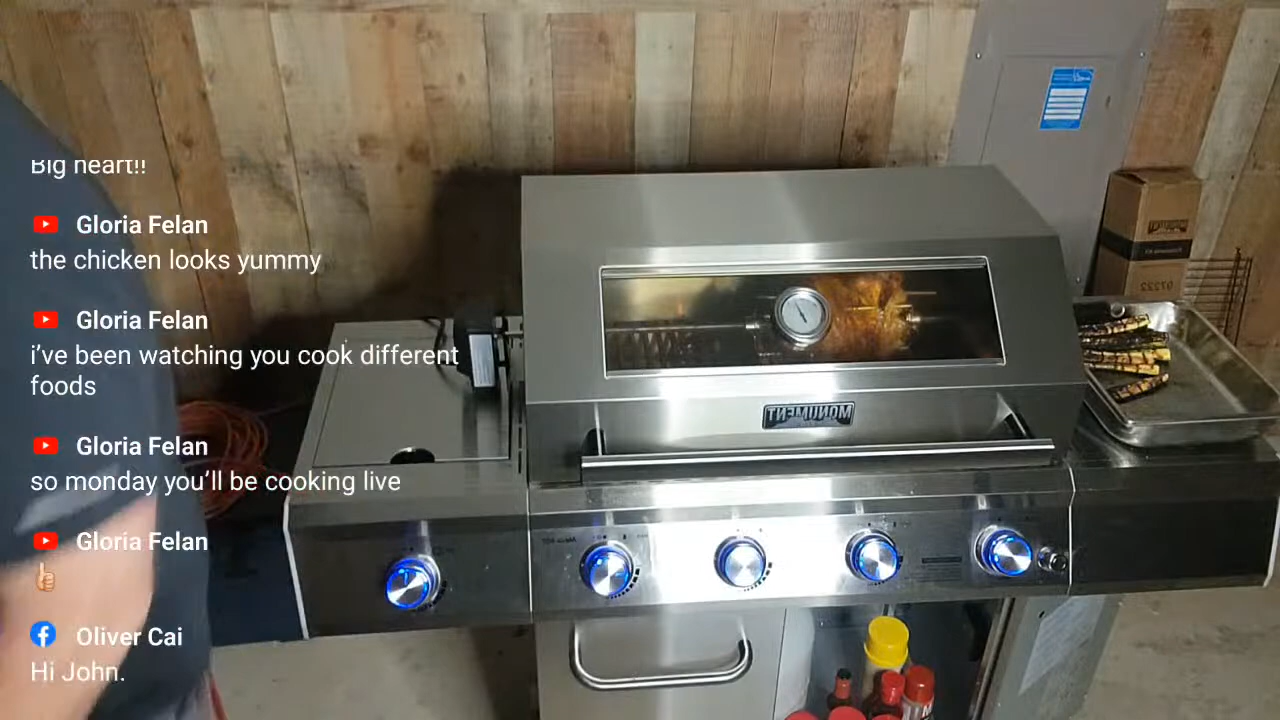 Big heart!!
Gloria Felan
the chicken looks yummy
Gloria Felan
i've been watching you cook different
foods
Gloria Felan
so monday you'll be cooking live
Gloria Felan
👍
Oliver Cai
Hi John.
MONUMENT
07222